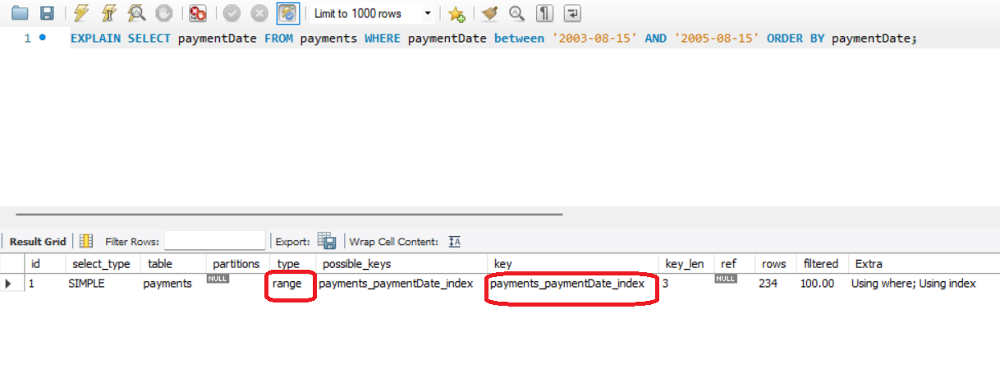 Limit to 1000 rows
1 EXPLAIN SELECT paymentDate FROM payments WHERE paymentDate between '2003-08-15' AND '2005-08-15' ORDER BY paymentDate;
Result Grid Filter Rows: Export: Wrap Cell Content: IA
id select_type table partitions type possible_keys key key_len ref rows filtered Extra
1 SIMPLE payments NULL range payments_paymentDate_index payments_paymentDate_index 3 NULL 234 100.00 Using where; Using index